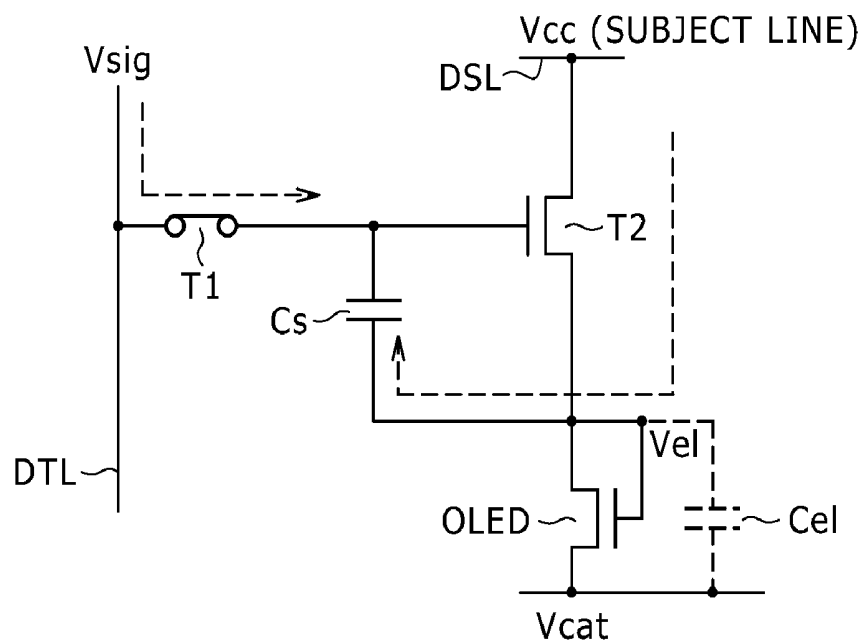 Vcc (SUBJECT LINE)
Vsig
DSL
T2
T1
Cs
Vel
DTL
OLED
Cel
Vcat